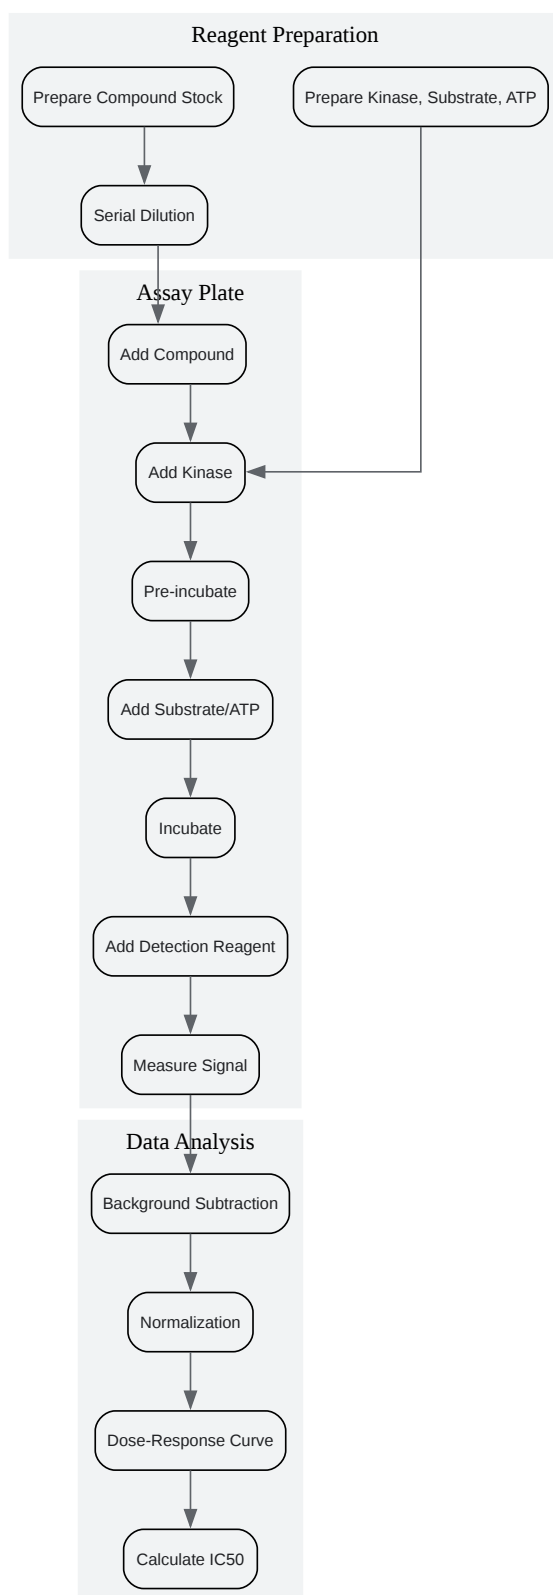 Reagent Preparation
Prepare Compound Stock
Prepare Kinase, Substrate, ATP
Serial Dilution
Assay Plate
Add Compound
Add Kinase
Pre-incubate
Add Substrate/ATP
Incubate
Add Detection Reagent
Measure Signal
Data Analysis
Background Subtraction
Normalization
Dose-Response Curve
Calculate IC50